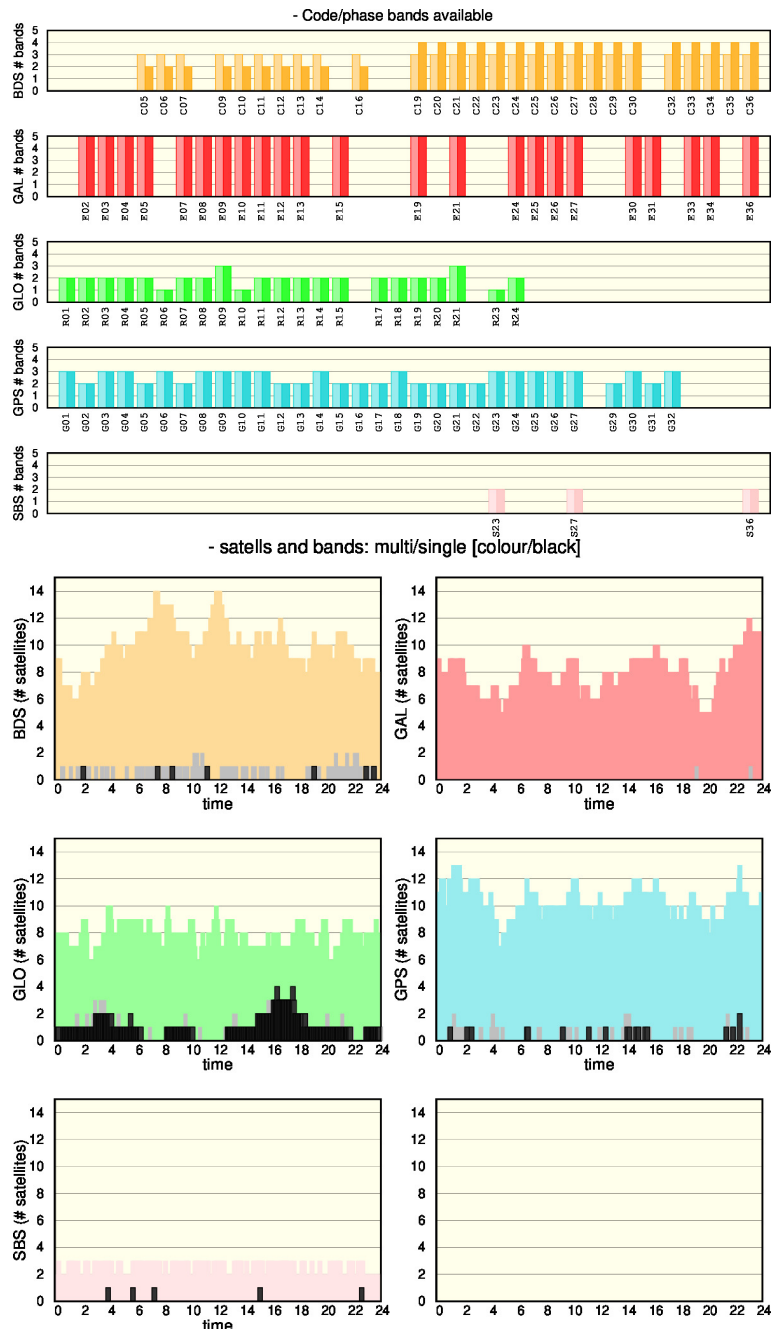 - Code/phase bands available
BDS # bands
5
4
3
2
1
0
C05 C06 C07 C09 C10 C11 C12 C13 C14 C16 C19 C20 C21 C22 C23 C24 C25 C26 C27 C28 C29 C30 C32 C33 C34 C35 C36
GAL # bands
5
4
3
2
1
0
E02 E03 E04 E05 E07 E08 E09 E10 E11 E12 E13 E15 E19 E21 E24 E25 E26 E27 E30 E31 E33 E34 E36
GLO # bands
5
4
3
2
1
0
R01 R02 R03 R04 R05 R06 R07 R08 R09 R10 R11 R12 R13 R14 R15 R17 R18 R19 R20 R21 R23 R24
GPS # bands
5
4
3
2
1
0
G01 G02 G03 G04 G05 G06 G07 G08 G09 G10 G11 G12 G13 G14 G15 G16 G17 G18 G19 G20 G21 G22 G23 G24 G25 G26 G27 G29 G30 G31 G32
SBS # bands
5
4
3
2
1
0
S23 S27 S36
- satells and bands: multi/single [colour/black]
BDS (# satellites)
14
12
10
8
6
4
2
0
0 2 4 6 8 10 12 14 16 18 20 22 24
time
GAL (# satellites)
14
12
10
8
6
4
2
0
0 2 4 6 8 10 12 14 16 18 20 22 24
time
GLO (# satellites)
14
12
10
8
6
4
2
0
0 2 4 6 8 10 12 14 16 18 20 22 24
time
GPS (# satellites)
14
12
10
8
6
4
2
0
0 2 4 6 8 10 12 14 16 18 20 22 24
time
SBS (# satellites)
14
12
10
8
6
4
2
0
0 2 4 6 8 10 12 14 16 18 20 22 24
time
14
12
10
8
6
4
2
0
0 2 4 6 8 10 12 14 16 18 20 22 24